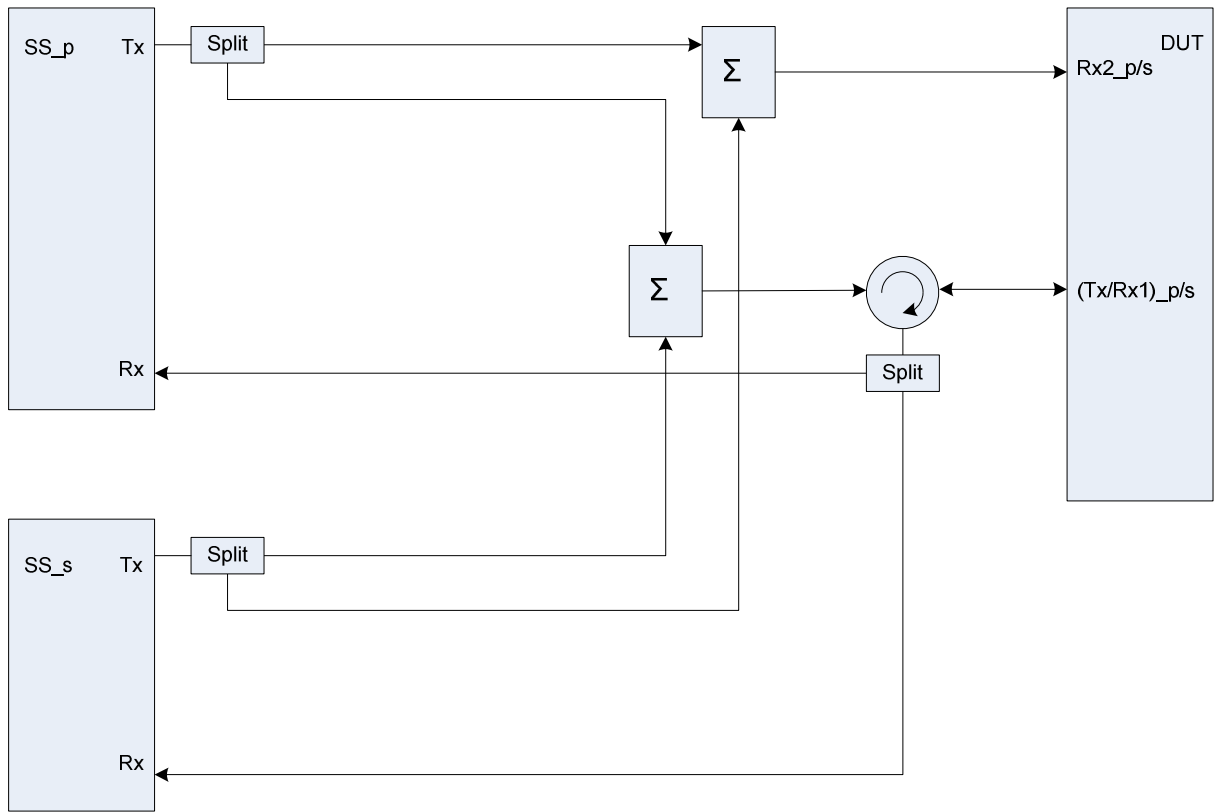 SS_p
Tx
Split
Σ
DUT
Rx2_p/s
Σ
(Tx/Rx1)_p/s
Rx
Split
SS_s
Tx
Split
Rx